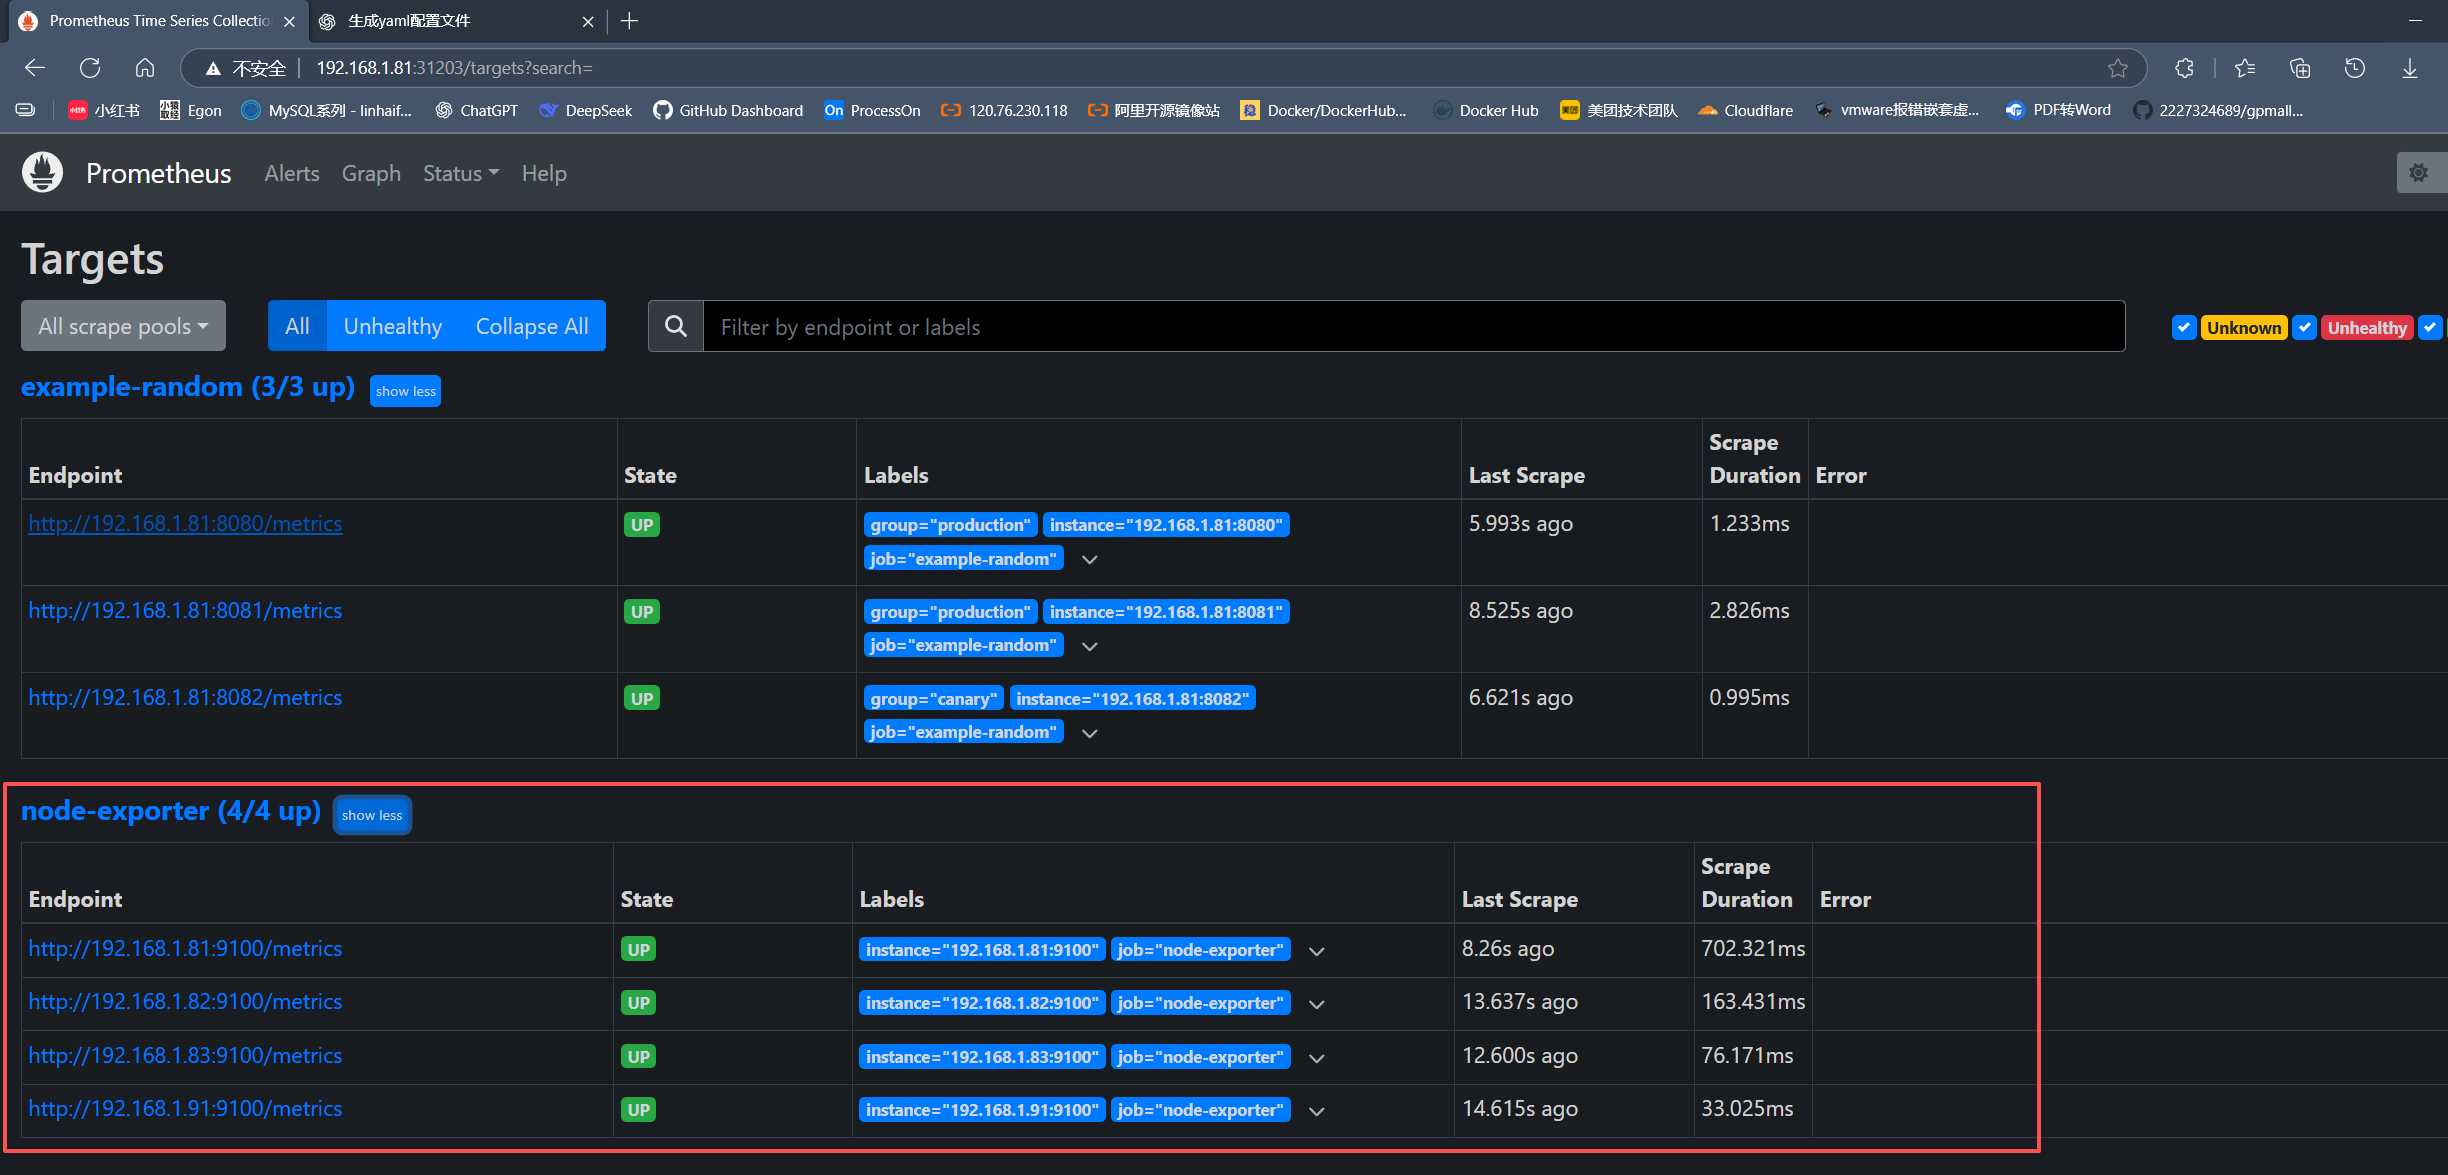 Prometheus Time Series Collectio
生成yaml配置文件
不安全 192.168.1.81:31203/targets?search=
小红书 Egon MySQL系列 - linhaif... ChatGPT DeepSeek GitHub Dashboard On ProcessOn 120.76.230.118 阿里开源镜像站 Docker/DockerHub... Docker Hub 美团技术团队 Cloudflare vmware报错嵌套虚... PDF转Word 2227324689/gpmall...
Prometheus Alerts Graph Status Help
Targets
All scrape pools All Unhealthy Collapse All Filter by endpoint or labels Unknown Unhealthy
example-random (3/3 up) show less
Endpoint State Labels Last Scrape Scrape Duration Error
http://192.168.1.81:8080/metrics UP group="production" instance="192.168.1.81:8080" 5.993s ago 1.233ms
job="example-random"
http://192.168.1.81:8081/metrics UP group="production" instance="192.168.1.81:8081" 8.525s ago 2.826ms
job="example-random"
http://192.168.1.81:8082/metrics UP group="canary" instance="192.168.1.81:8082" 6.621s ago 0.995ms
job="example-random"
node-exporter (4/4 up) show less
Endpoint State Labels Last Scrape Scrape Duration Error
http://192.168.1.81:9100/metrics UP instance="192.168.1.81:9100" job="node-exporter" 8.26s ago 702.321ms
http://192.168.1.82:9100/metrics UP instance="192.168.1.82:9100" job="node-exporter" 13.637s ago 163.431ms
http://192.168.1.83:9100/metrics UP instance="192.168.1.83:9100" job="node-exporter" 12.600s ago 76.171ms
http://192.168.1.91:9100/metrics UP instance="192.168.1.91:9100" job="node-exporter" 14.615s ago 33.025ms